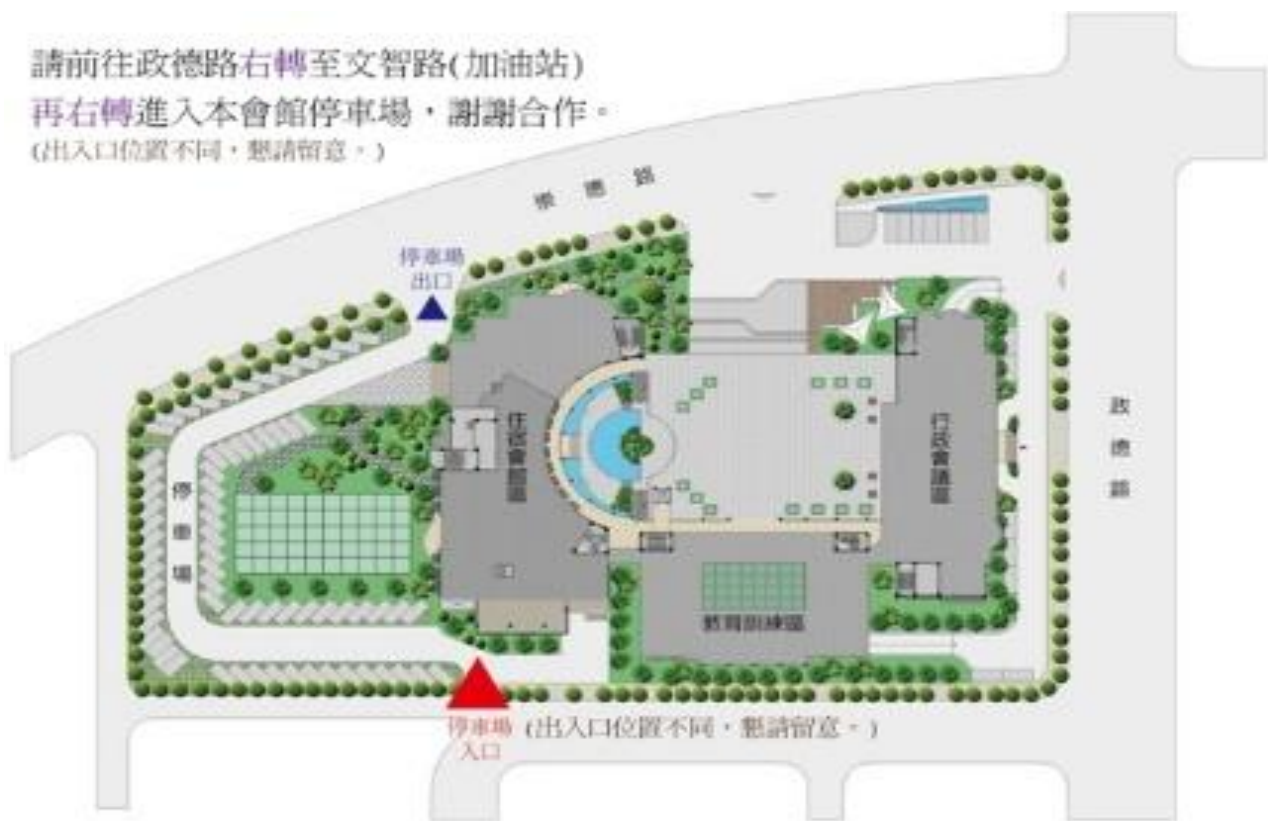 請前往政德路右轉至文智路(加油站)
再右轉進入本會館停車場，謝謝合作。
(出入口位置不同，懇請留意。)
崇德路
停車場
出口
住宿會館區
行政會議區
政德路
停車場
教育訓練區
停車場
入口
(出入口位置不同，懇請留意。)